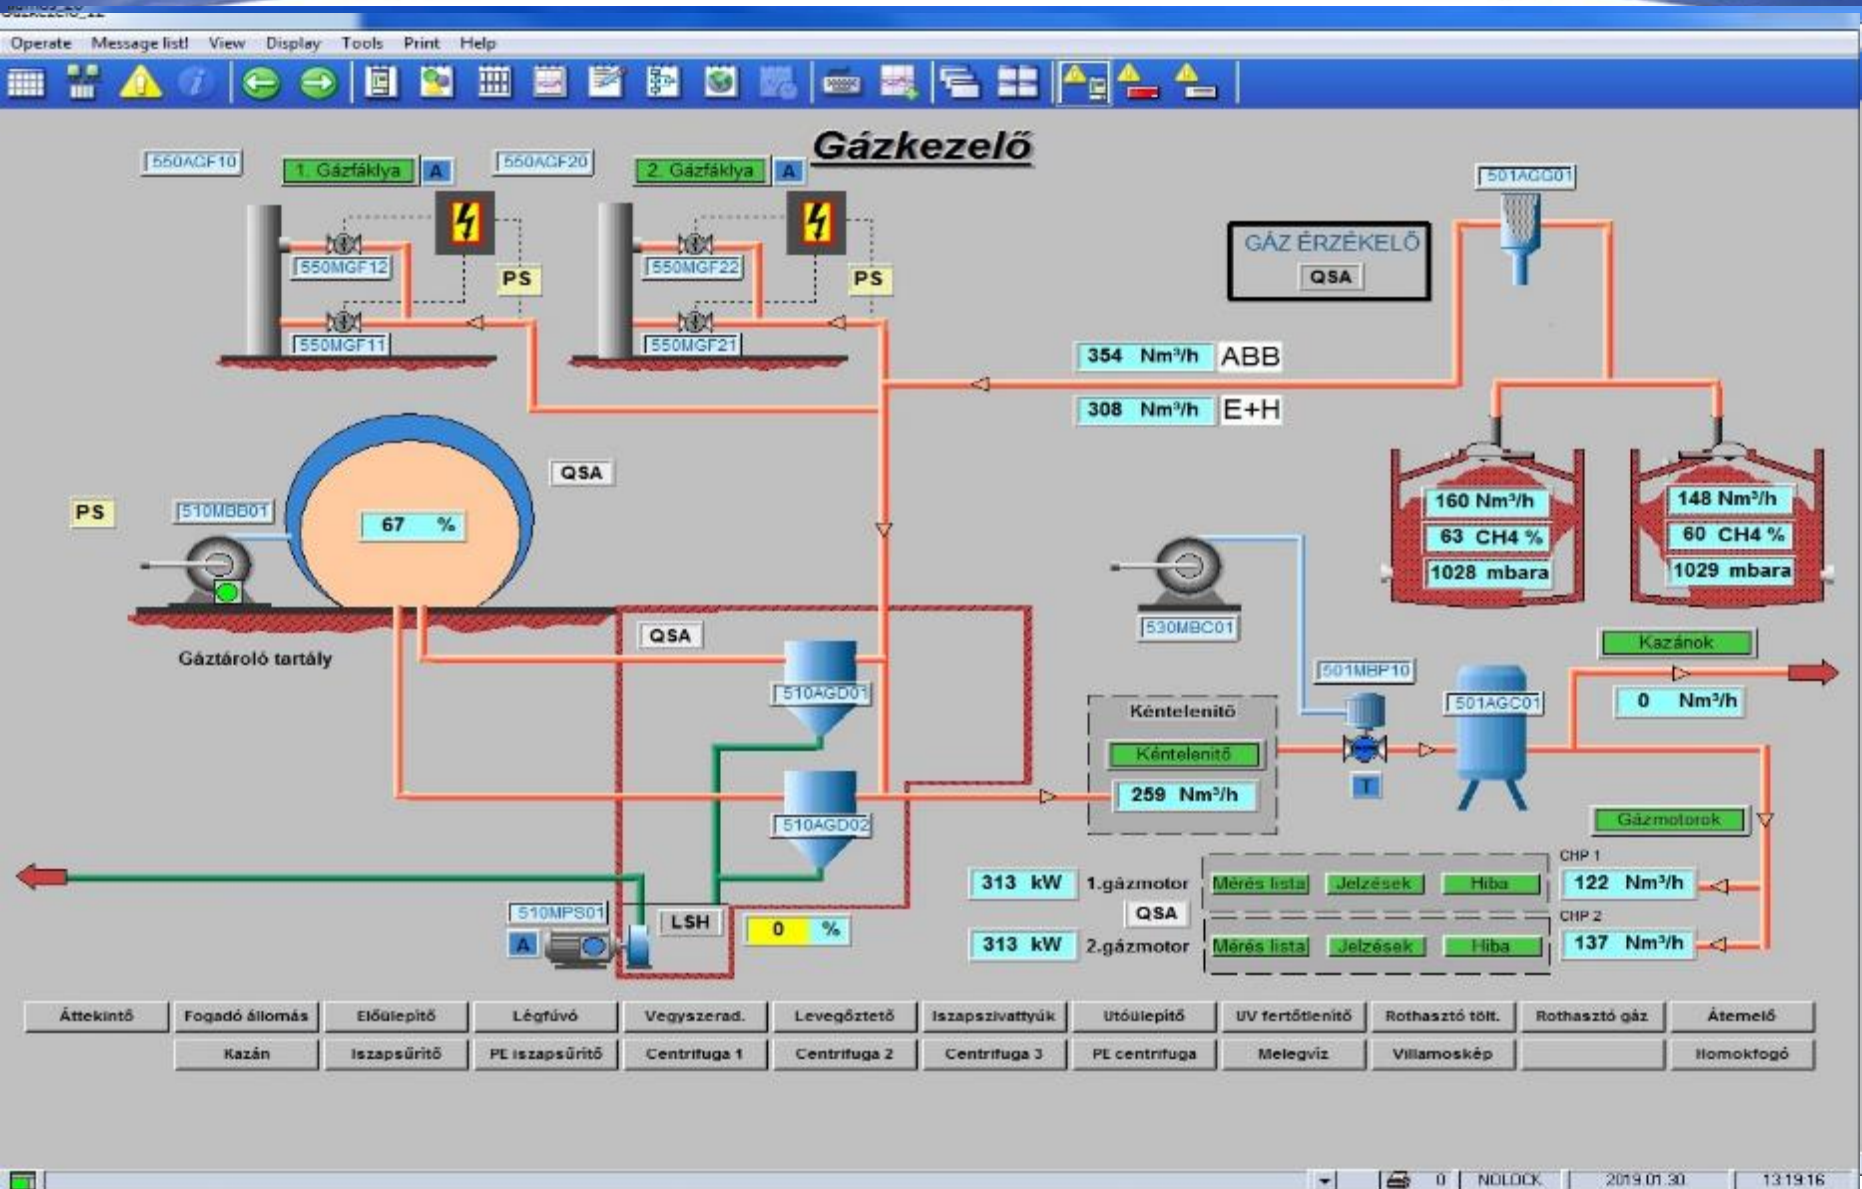 Operate Message list! View Display Tools Print Help
Gázkezelő
550AGF10
1. Gázfáklya
A
550AGF20
2. Gázfáklya
A
501AGG01
GÁZ ÉRZÉKELŐ
QSA
550MGF12
PS
550MGF22
PS
550MGF11
550MGF21
354 Nm³/h ABB
308 Nm³/h E+H
QSA
PS
510MBB01
67 %
160 Nm³/h
63 CH4 %
1028 mbara
148 Nm³/h
60 CH4 %
1029 mbara
530MBC01
QSA
Gáztároló tartály
510AGD01
Kazánok
0 Nm³/h
501MBP10
501AGC01
Kéntelenitő
Kéntelenitő
259 Nm³/h
T
510AGD02
Gázmotorok
CHP 1
313 kW 1.gázmotor Mérés lista Jelzések Hiba 122 Nm³/h
QSA
CHP 2
313 kW 2.gázmotor Mérés lista Jelzések Hiba 137 Nm³/h
510MPS01
A
LSH
0 %
Áttekintő Fogadó állomás Előülepítő Légfúvó Vegyszerad. Levegőztető Iszapszivattyúk Utóülepítő UV fertőtlenítő Rothasztó tölt. Rothasztó gáz Átemelő
Kazán Iszapsűrítő PE iszapsűrítő Centrifuga 1 Centrifuga 2 Centrifuga 3 PE centrifuga Melegvíz Villamoskép Homokfogó
0 NOLOCK 2019.01.30. 13:19:16